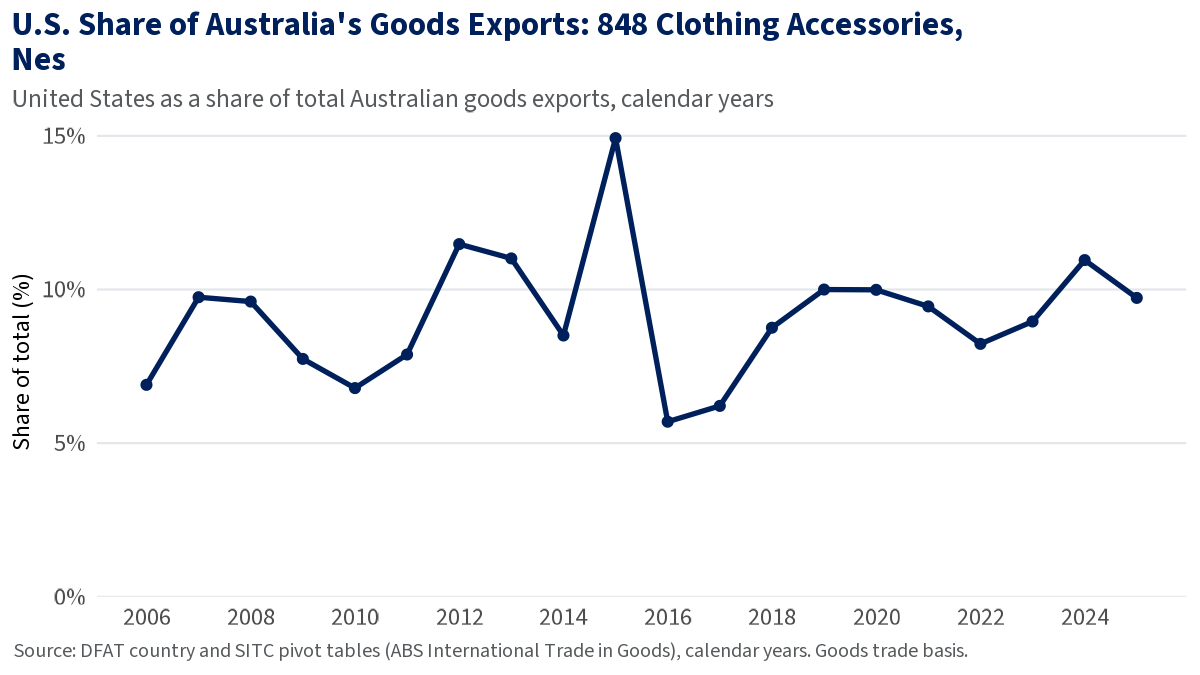 U.S. Share of Australia's Goods Exports: 848 Clothing Accessories,
Nes
United States as a share of total Australian goods exports, calendar years
Share of total (%)
15%
10%
5%
0%
2006 2008 2010 2012 2014 2016 2018 2020 2022 2024
Source: DFAT country and SITC pivot tables (ABS International Trade in Goods), calendar years. Goods trade basis.